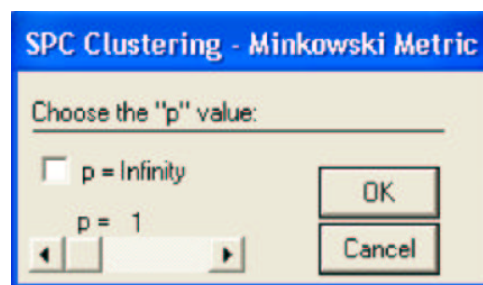 SPC Clustering - Minkowski Metric
Choose the "p" value:
p = Infinity
OK
p = 1
Cancel